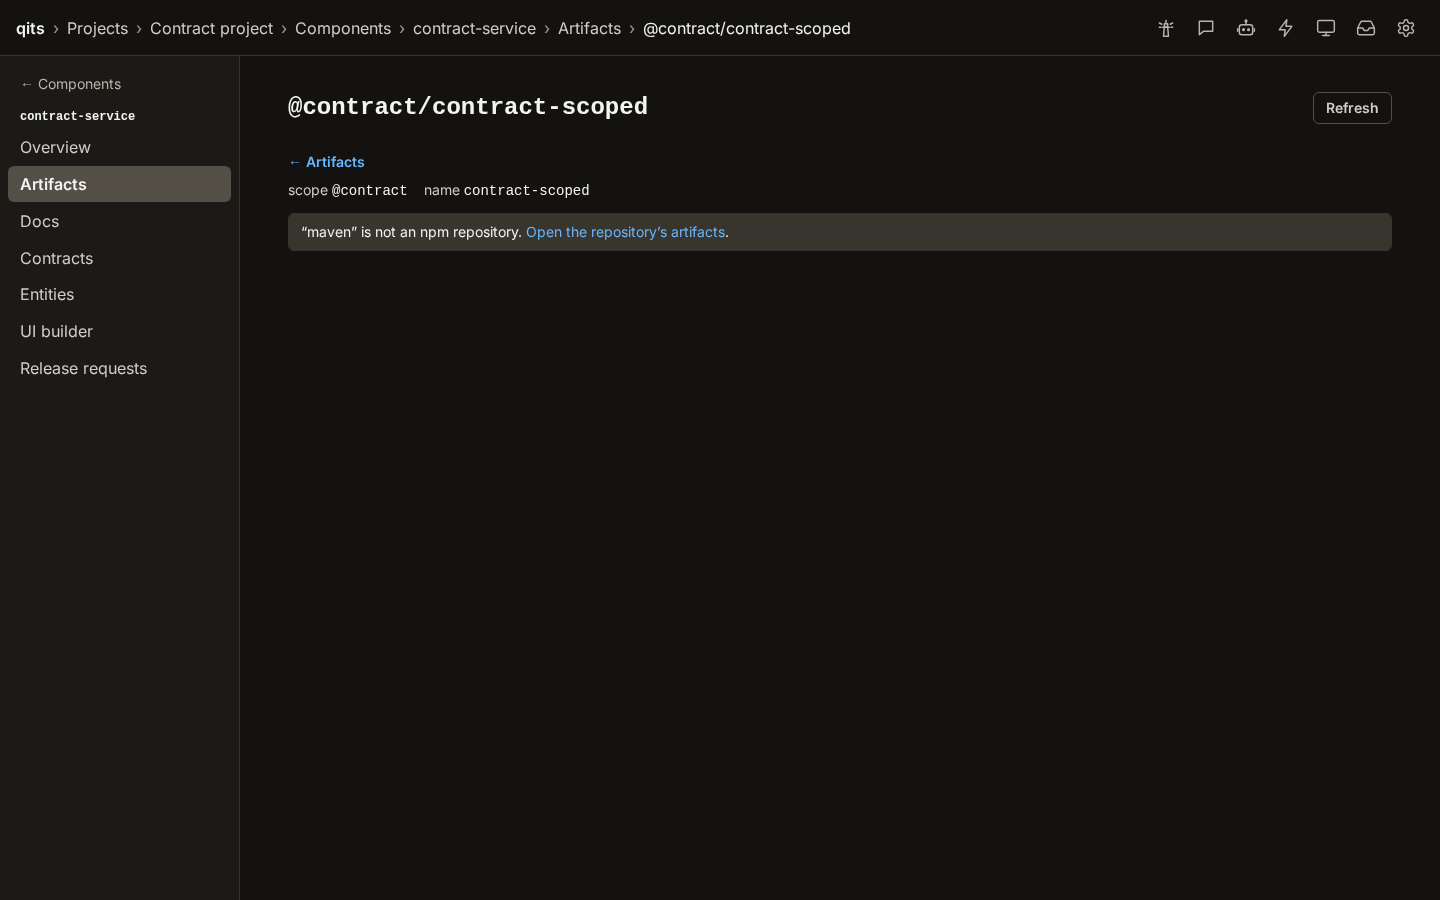 qits › Projects › Contract project › Components › contract-service › Artifacts › @contract/contract-scoped
← Components
contract-service
Overview
Artifacts
Docs
Contracts
Entities
UI builder
Release requests
@contract/contract-scoped
Refresh
← Artifacts
scope @contract name contract-scoped
“maven” is not an npm repository. Open the repository’s artifacts.